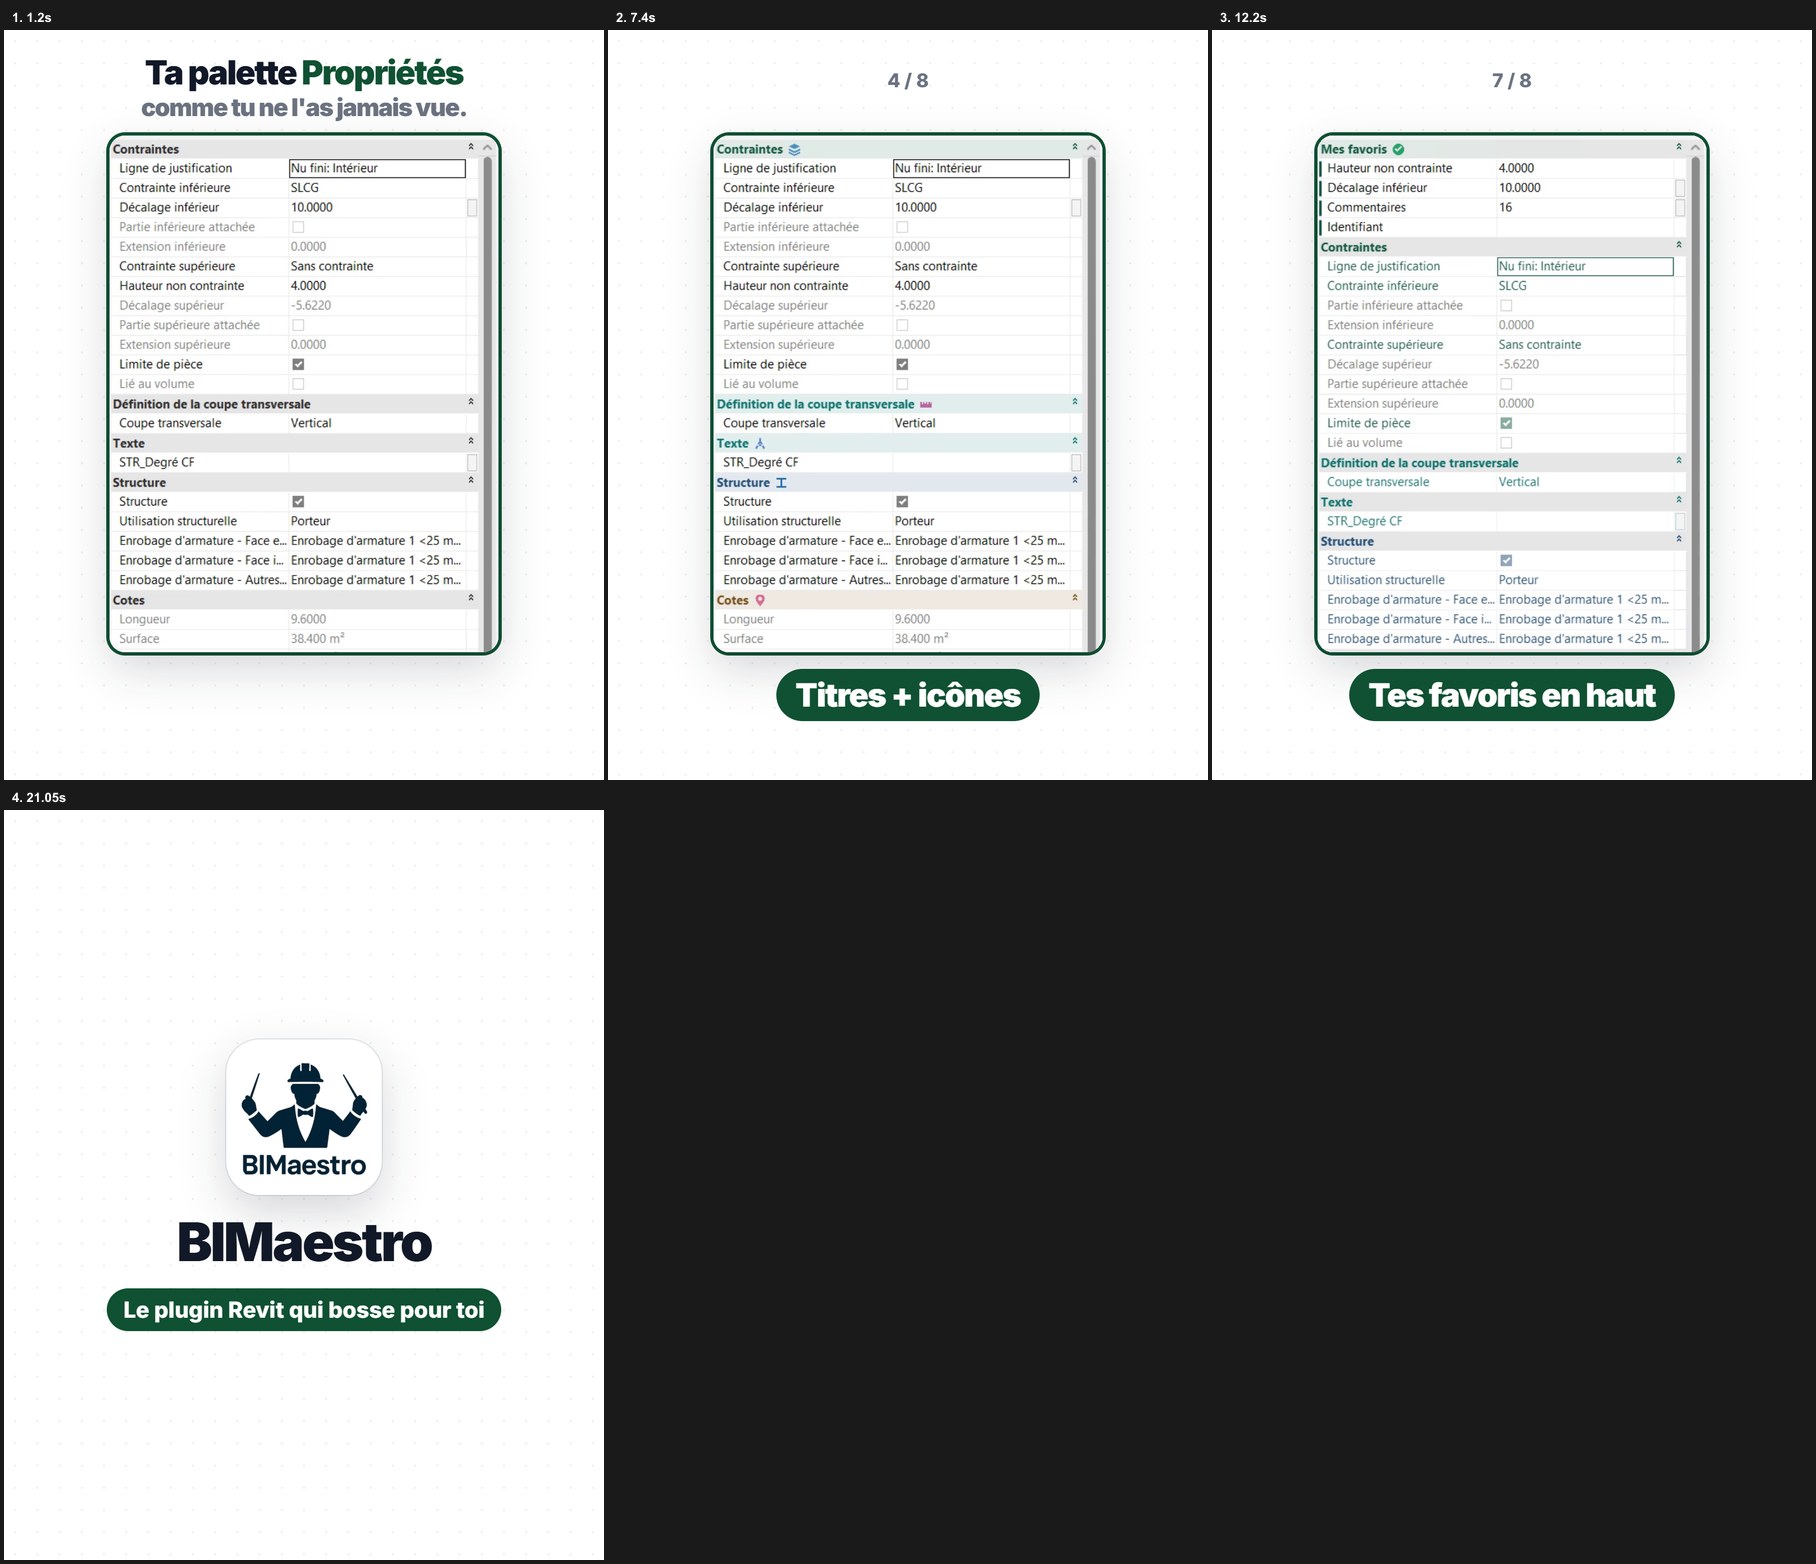 1. 1.2s
Ta palette Propriétés
comme tu ne l'as jamais vue.
Contraintes
Ligne de justification Nu fini: Intérieur
Contrainte inférieure SLCG
Décalage inférieur 10.0000
Partie inférieure attachée
Extension inférieure 0.0000
Contrainte supérieure Sans contrainte
Hauteur non contrainte 4.0000
Décalage supérieur -5.6220
Partie supérieure attachée
Extension supérieure 0.0000
Limite de pièce
Lié au volume
Définition de la coupe transversale
Coupe transversale Vertical
Texte
STR_Degré CF
Structure
Structure
Utilisation structurelle Porteur
Enrobage d'armature - Face e... Enrobage d'armature 1 <25 m...
Enrobage d'armature - Face i... Enrobage d'armature 1 <25 m...
Enrobage d'armature - Autres... Enrobage d'armature 1 <25 m...
Cotes
Longueur 9.6000
Surface 38.400 m²
2. 7.4s
4 / 8
Contraintes
Ligne de justification Nu fini: Intérieur
Contrainte inférieure SLCG
Décalage inférieur 10.0000
Partie inférieure attachée
Extension inférieure 0.0000
Contrainte supérieure Sans contrainte
Hauteur non contrainte 4.0000
Décalage supérieur -5.6220
Partie supérieure attachée
Extension supérieure 0.0000
Limite de pièce
Lié au volume
Définition de la coupe transversale
Coupe transversale Vertical
Texte
STR_Degré CF
Structure
Structure
Utilisation structurelle Porteur
Enrobage d'armature - Face e... Enrobage d'armature 1 <25 m...
Enrobage d'armature - Face i... Enrobage d'armature 1 <25 m...
Enrobage d'armature - Autres... Enrobage d'armature 1 <25 m...
Cotes
Longueur 9.6000
Surface 38.400 m²
Titres + icônes
3. 12.2s
7 / 8
Mes favoris
Hauteur non contrainte 4.0000
Décalage inférieur 10.0000
Commentaires 16
Identifiant
Contraintes
Ligne de justification Nu fini: Intérieur
Contrainte inférieure SLCG
Partie inférieure attachée
Extension inférieure 0.0000
Contrainte supérieure Sans contrainte
Décalage supérieur -5.6220
Partie supérieure attachée
Extension supérieure 0.0000
Limite de pièce
Lié au volume
Définition de la coupe transversale
Coupe transversale Vertical
Texte
STR_Degré CF
Structure
Structure
Utilisation structurelle Porteur
Enrobage d'armature - Face e... Enrobage d'armature 1 <25 m...
Enrobage d'armature - Face i... Enrobage d'armature 1 <25 m...
Enrobage d'armature - Autres... Enrobage d'armature 1 <25 m...
Tes favoris en haut
4. 21.05s
BIMaestro
BIMaestro
Le plugin Revit qui bosse pour toi